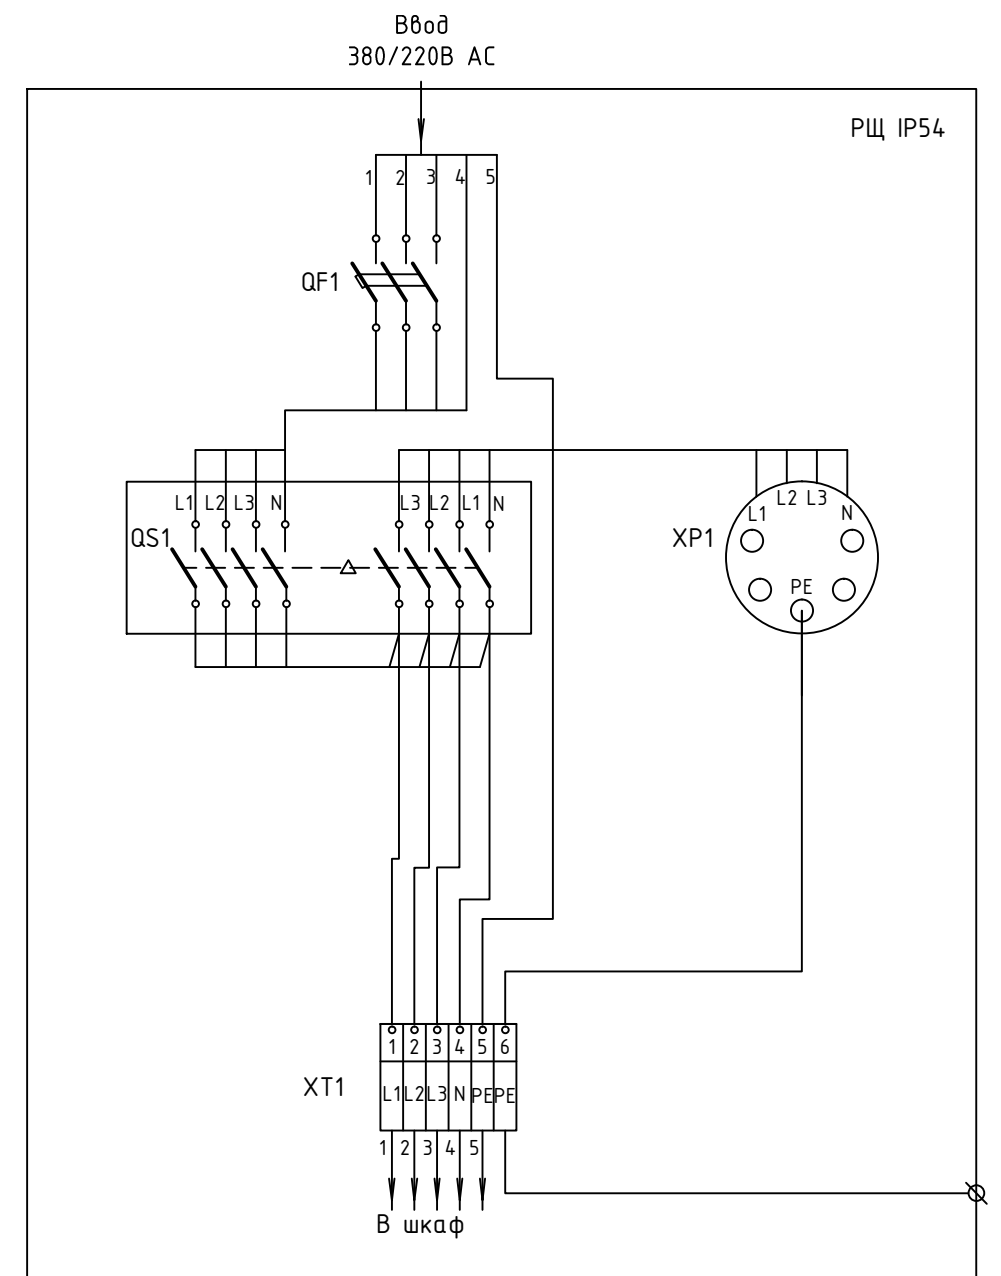 Ввод
380/220В АС
РЩ IP54
1 2 3 4 5
QF1
L1 L2 L3 N L3 L2 L1 N
QS1
XP1
L1 L2 L3 N
PE
1 2 3 4 5 6
XT1
L1 L2 L3 N PE PE
1 2 3 4 5
В шкаф